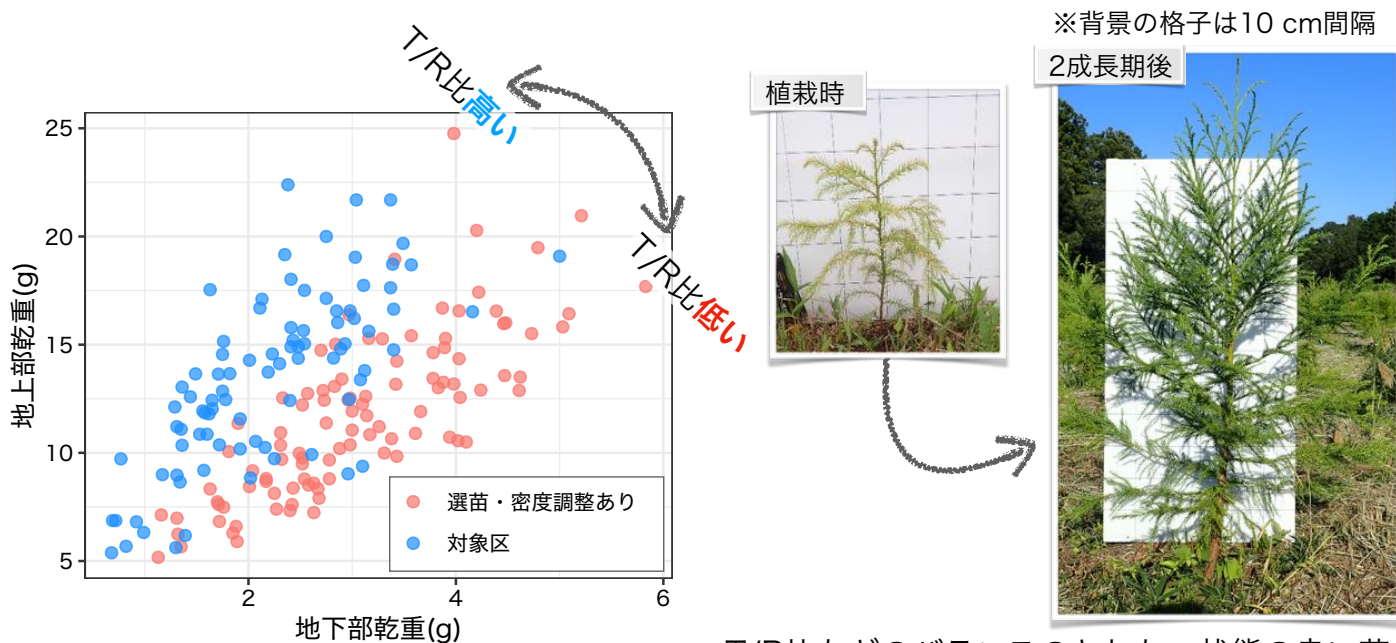 ※背景の格子は10 cm間隔
T/R比高い
植栽時
2成長期後
T/R比低い
25
20
15
10
5
地上部乾重(g)
選苗・密度調整あり
対象区
2
4
6
地下部乾重(g)